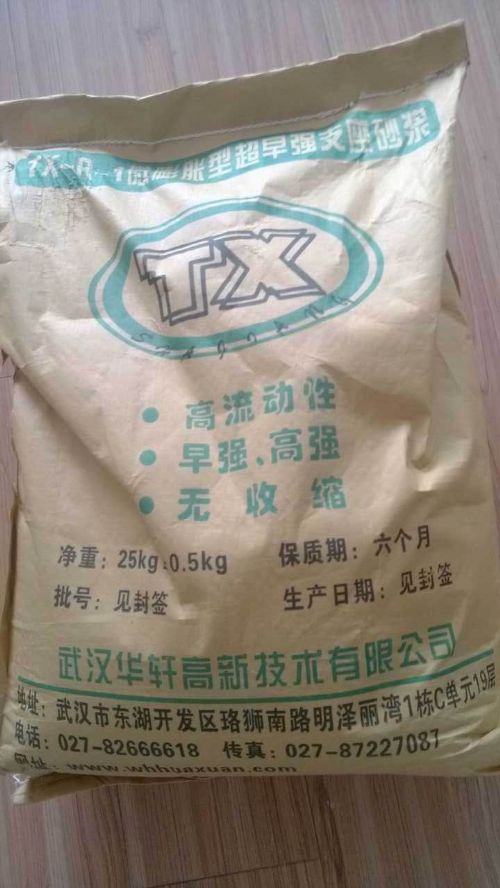 型超早强支座砂浆
TX
SHAJIANG
• 高流动性
• 早强、高强
• 无收缩
净重：25kg±0.5kg 保质期：六个月
批号：见封签 生产日期：见封签
武汉华轩高新技术有限公司
地址：武汉市东湖开发区珞狮南路明泽丽湾1栋C单元19层
电话：027-82666618 传真：027-87227087
网址：www.whhuaxuan.com